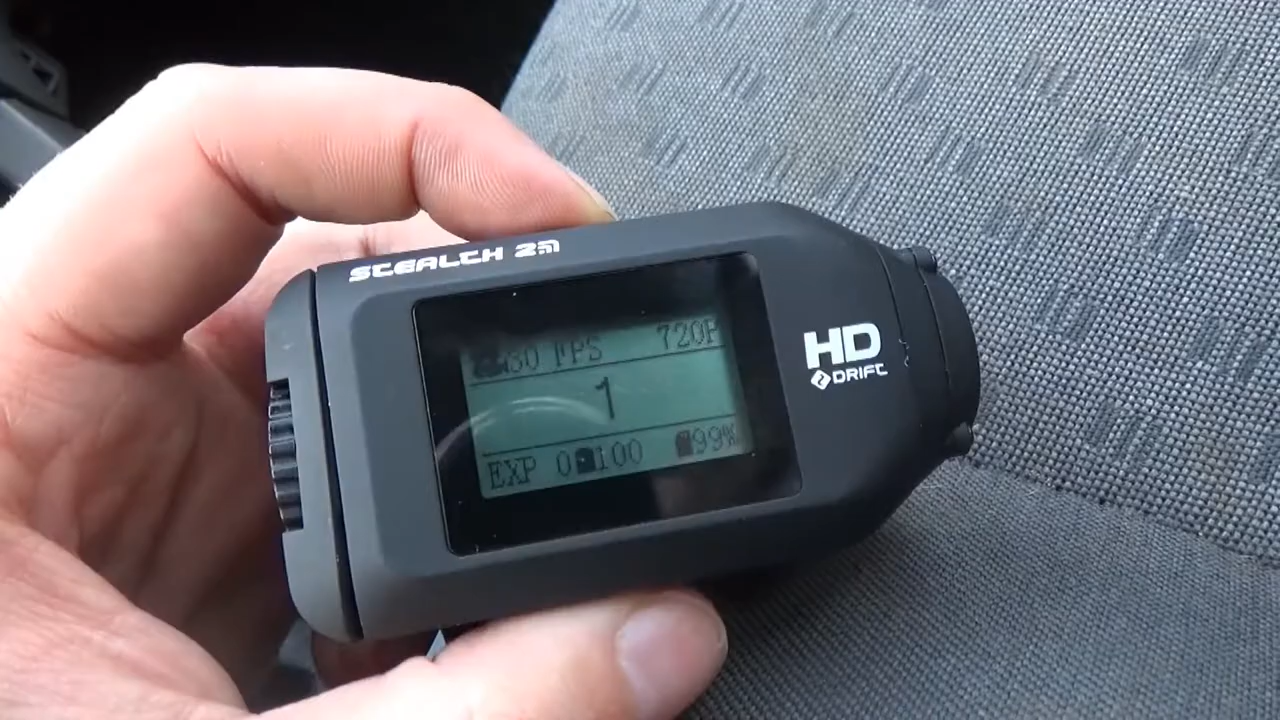 STEALTH 2
30 FPS 720P
1
EXP 0 100 99%
HD
DRIFT